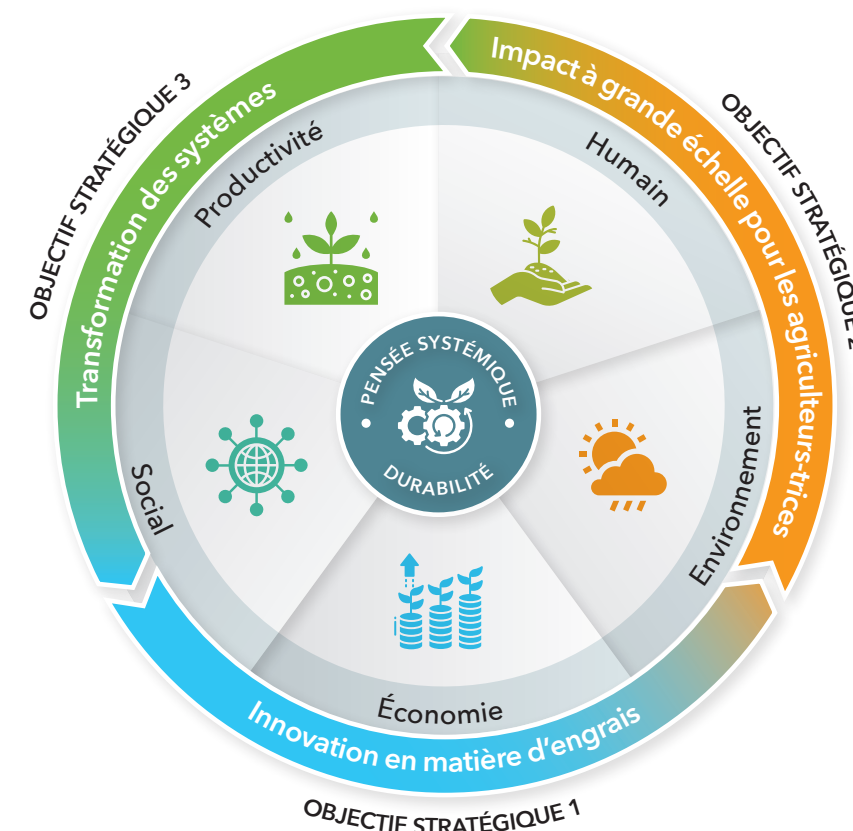 OBJECTIF STRATÉGIQUE 3
Transformation des systèmes
Impact à grande échelle pour les agriculteurs-trices
OBJECTIF STRATÉGIQUE 2
Productivité
Humain
PENSÉE SYSTÉMIQUE
DURABILITÉ
Social
Environnement
Économie
Innovation en matière d'engrais
OBJECTIF STRATÉGIQUE 1